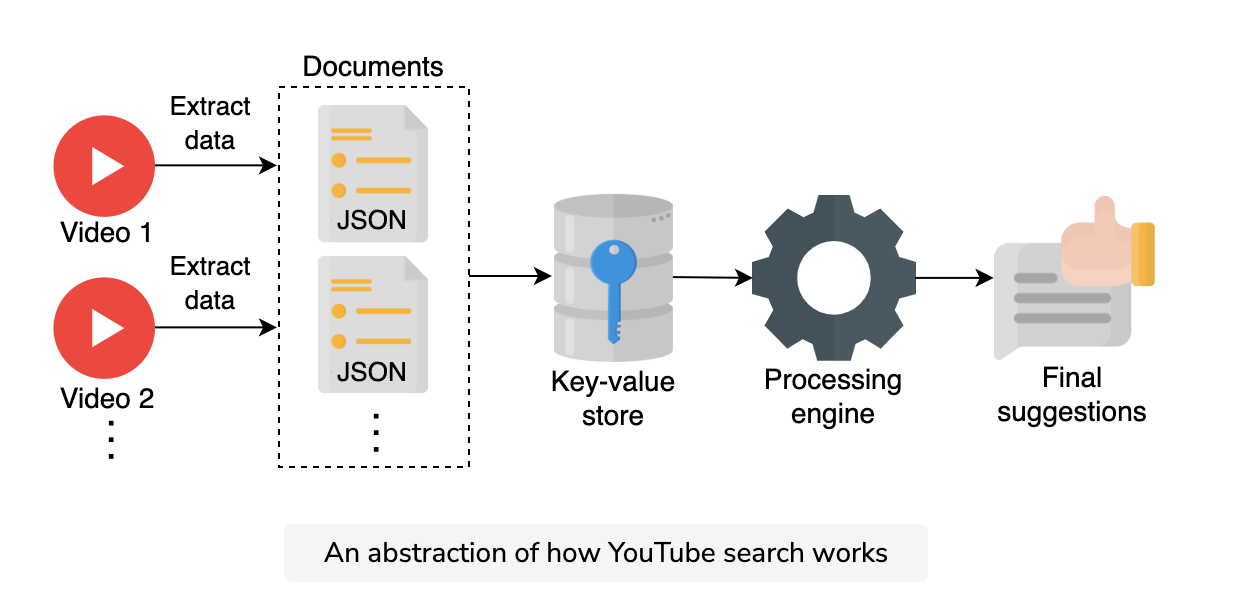 Documents
Extract
data
Video 1
JSON
Extract
data
Video 2
JSON
Key-value
store
Processing
engine
Final
suggestions
An abstraction of how YouTube search works